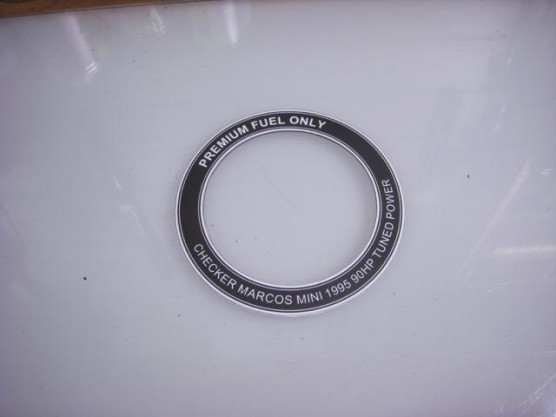 PREMIUM FUEL ONLY
CHECKER MARCOS MINI 1995 90HP TUNED POWER